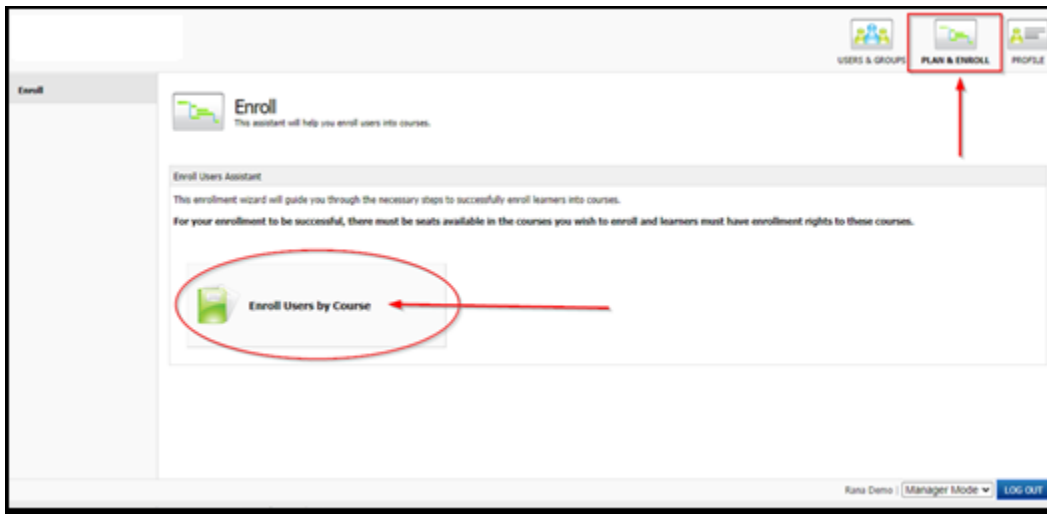 USERS & GROUPS
PLAN & ENROLL
PROFILE
Enroll
Enroll
This assistant will help you enroll users into courses.
Enroll Users Assistant
This enrollment wizard will guide you through the necessary steps to successfully enroll learners into courses.
For your enrollment to be successful, there must be seats available in the courses you wish to enroll and learners must have enrollment rights to these courses.
Enroll Users by Course
Rana Demo | Manager Mode LOG OUT